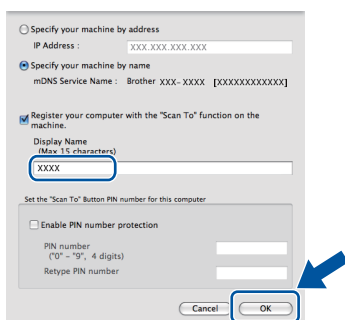 Specify your machine by address
IP Address : XXX.XXX.XXX.XXX
Specify your machine by name
mDNS Service Name : Brother XXX-XXXX [XXXXXXXXXXXX]
Register your computer with the "Scan To" function on the
machine.
Display Name
(Max 15 characters)
XXXX
Set the "Scan To" Button PIN number for this computer
Enable PIN number protection
PIN number
("0" – "9", 4 digits)
Retype PIN number
Cancel OK